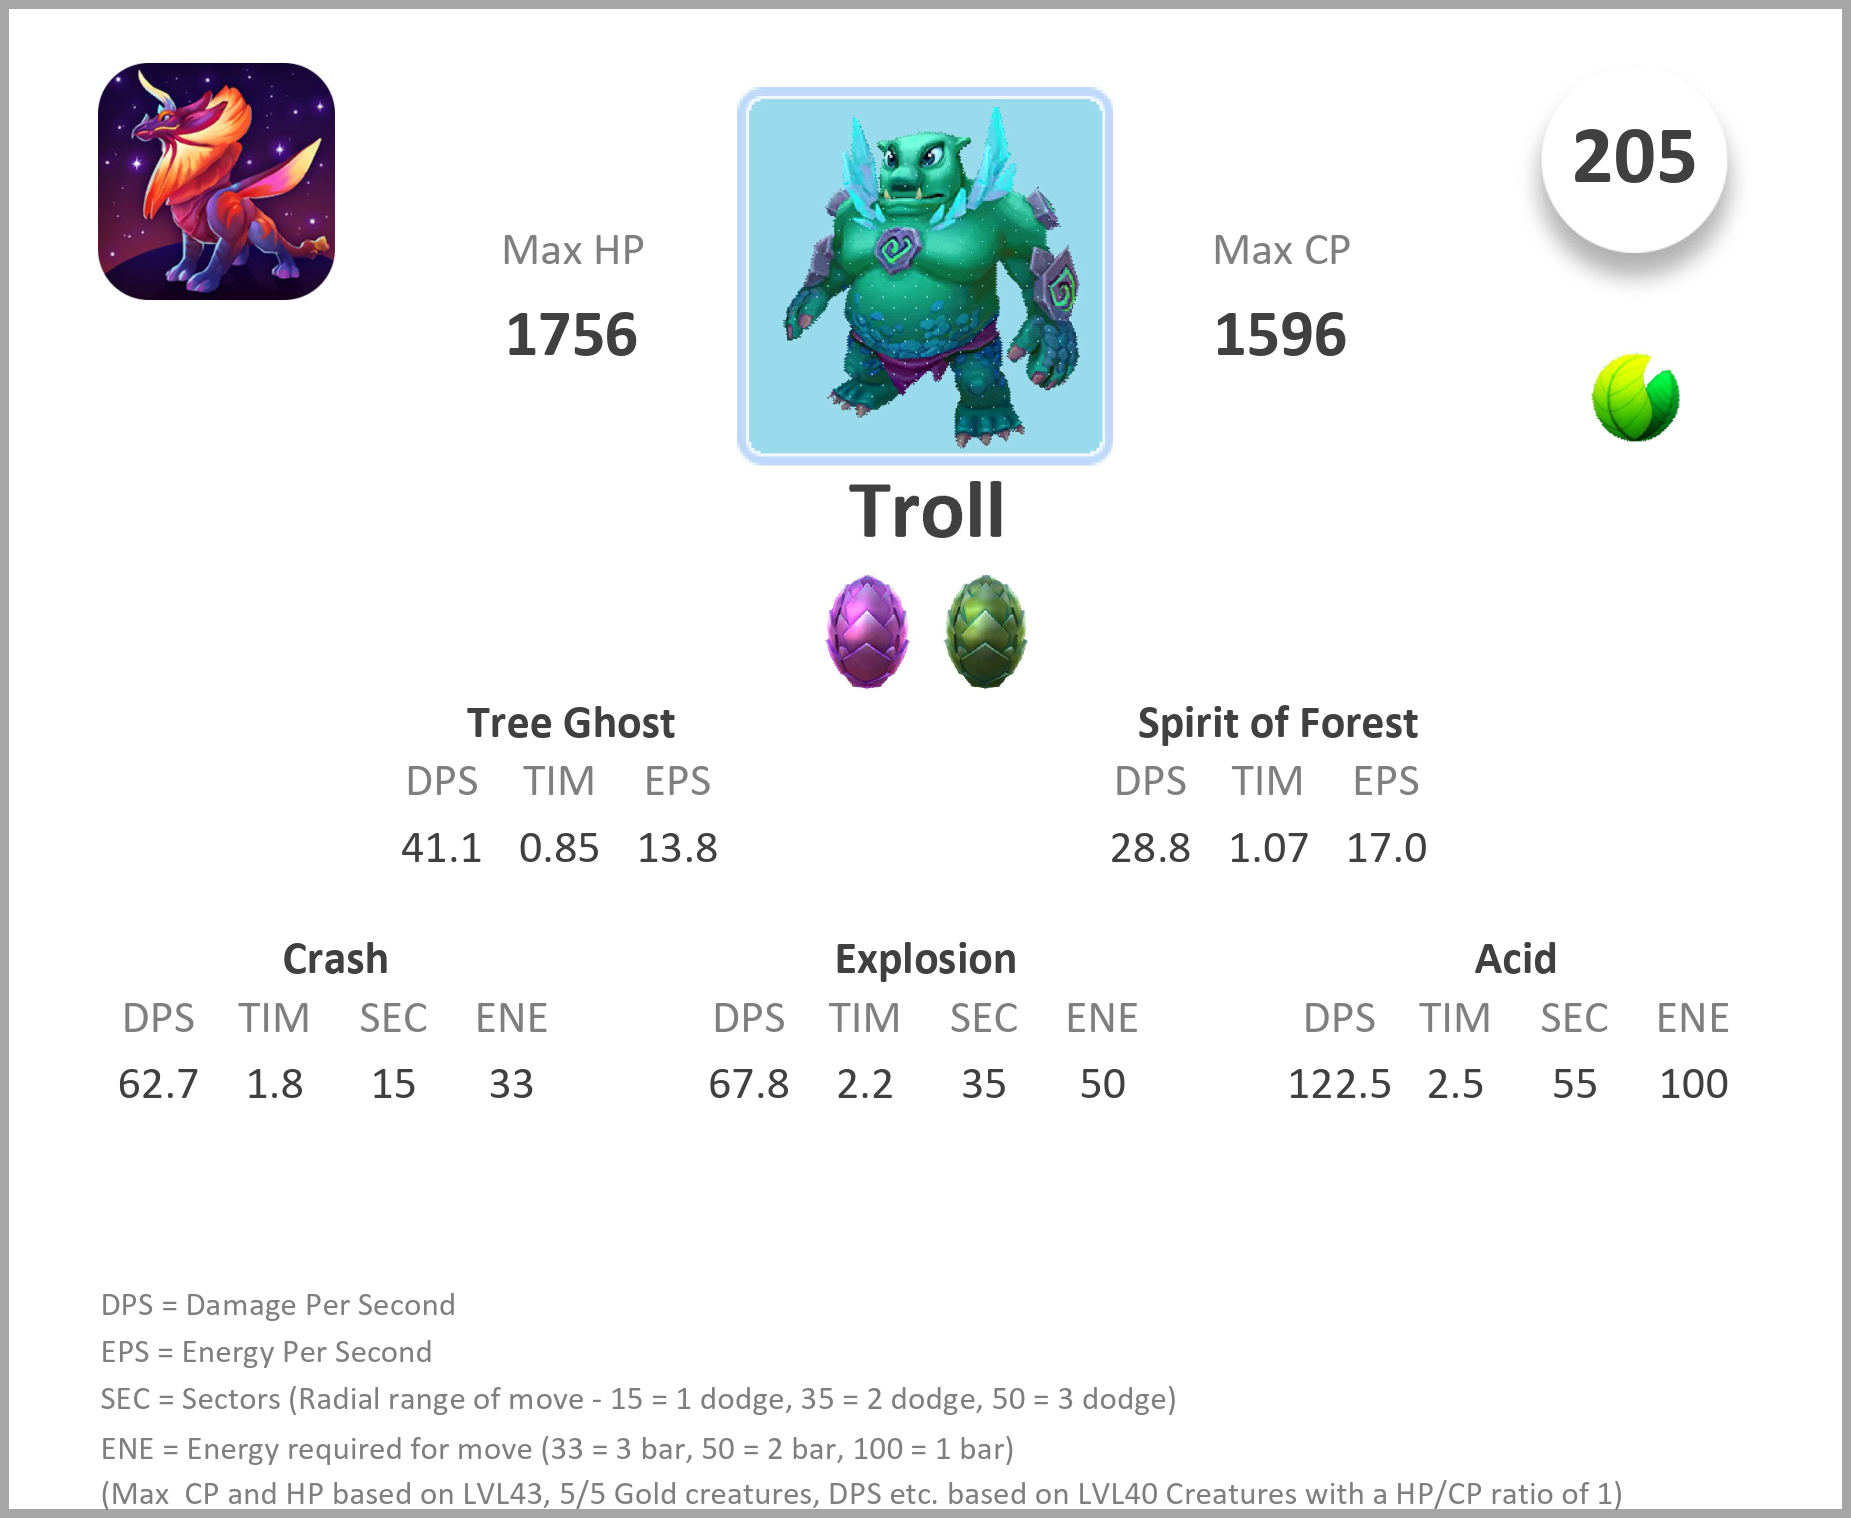 205
Max HP
Max CP
1756
1596
Troll
Tree Ghost
Spirit of Forest
DPS TIM EPS
DPS TIM EPS
41.1 0.85 13.8
28.8 1.07 17.0
Crash
Explosion
Acid
DPS TIM SEC ENE
DPS TIM SEC ENE
DPS TIM SEC ENE
62.7 1.8 15 33
67.8 2.2 35 50
122.5 2.5 55 100
DPS = Damage Per Second
EPS = Energy Per Second
SEC = Sectors (Radial range of move - 15 = 1 dodge, 35 = 2 dodge, 50 = 3 dodge)
ENE = Energy required for move (33 = 3 bar, 50 = 2 bar, 100 = 1 bar)
(Max  CP and HP based on LVL43, 5/5 Gold creatures, DPS etc. based on LVL40 Creatures with a HP/CP ratio of 1)